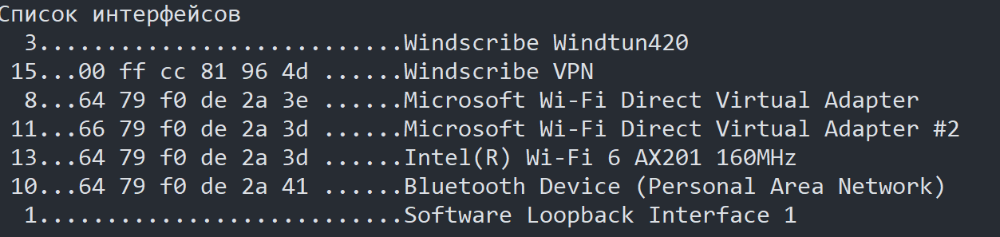 Список интерфейсов
  3...........................Windscribe Windtun420
 15...00 ff cc 81 96 4d ......Windscribe VPN
  8...64 79 f0 de 2a 3e ......Microsoft Wi-Fi Direct Virtual Adapter
 11...66 79 f0 de 2a 3d ......Microsoft Wi-Fi Direct Virtual Adapter #2
 13...64 79 f0 de 2a 3d ......Intel(R) Wi-Fi 6 AX201 160MHz
 10...64 79 f0 de 2a 41 ......Bluetooth Device (Personal Area Network)
  1...........................Software Loopback Interface 1